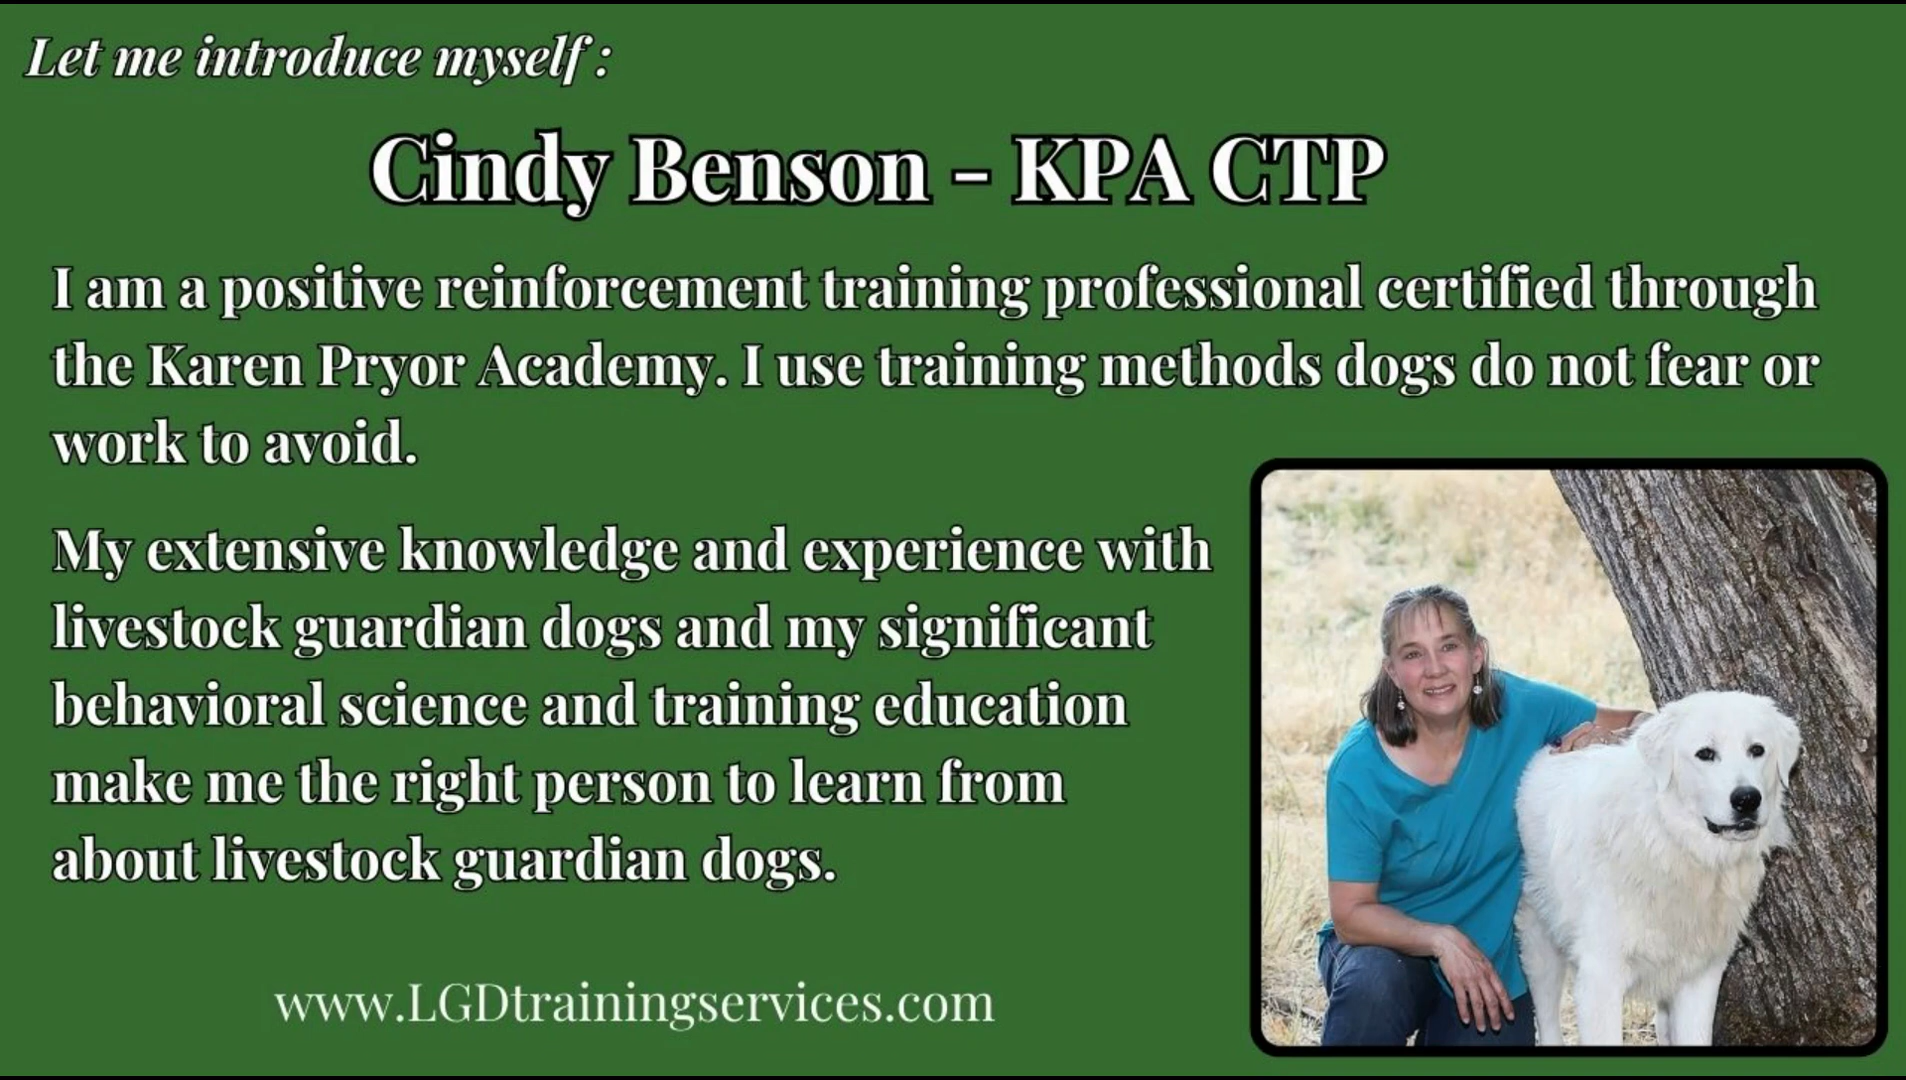 Let me introduce myself :
Cindy Benson - KPA CTP
I am a positive reinforcement training professional certified through
the Karen Pryor Academy. I use training methods dogs do not fear or
work to avoid.
My extensive knowledge and experience with
livestock guardian dogs and my significant
behavioral science and training education
make me the right person to learn from
about livestock guardian dogs.
www.LGDtrainingservices.com